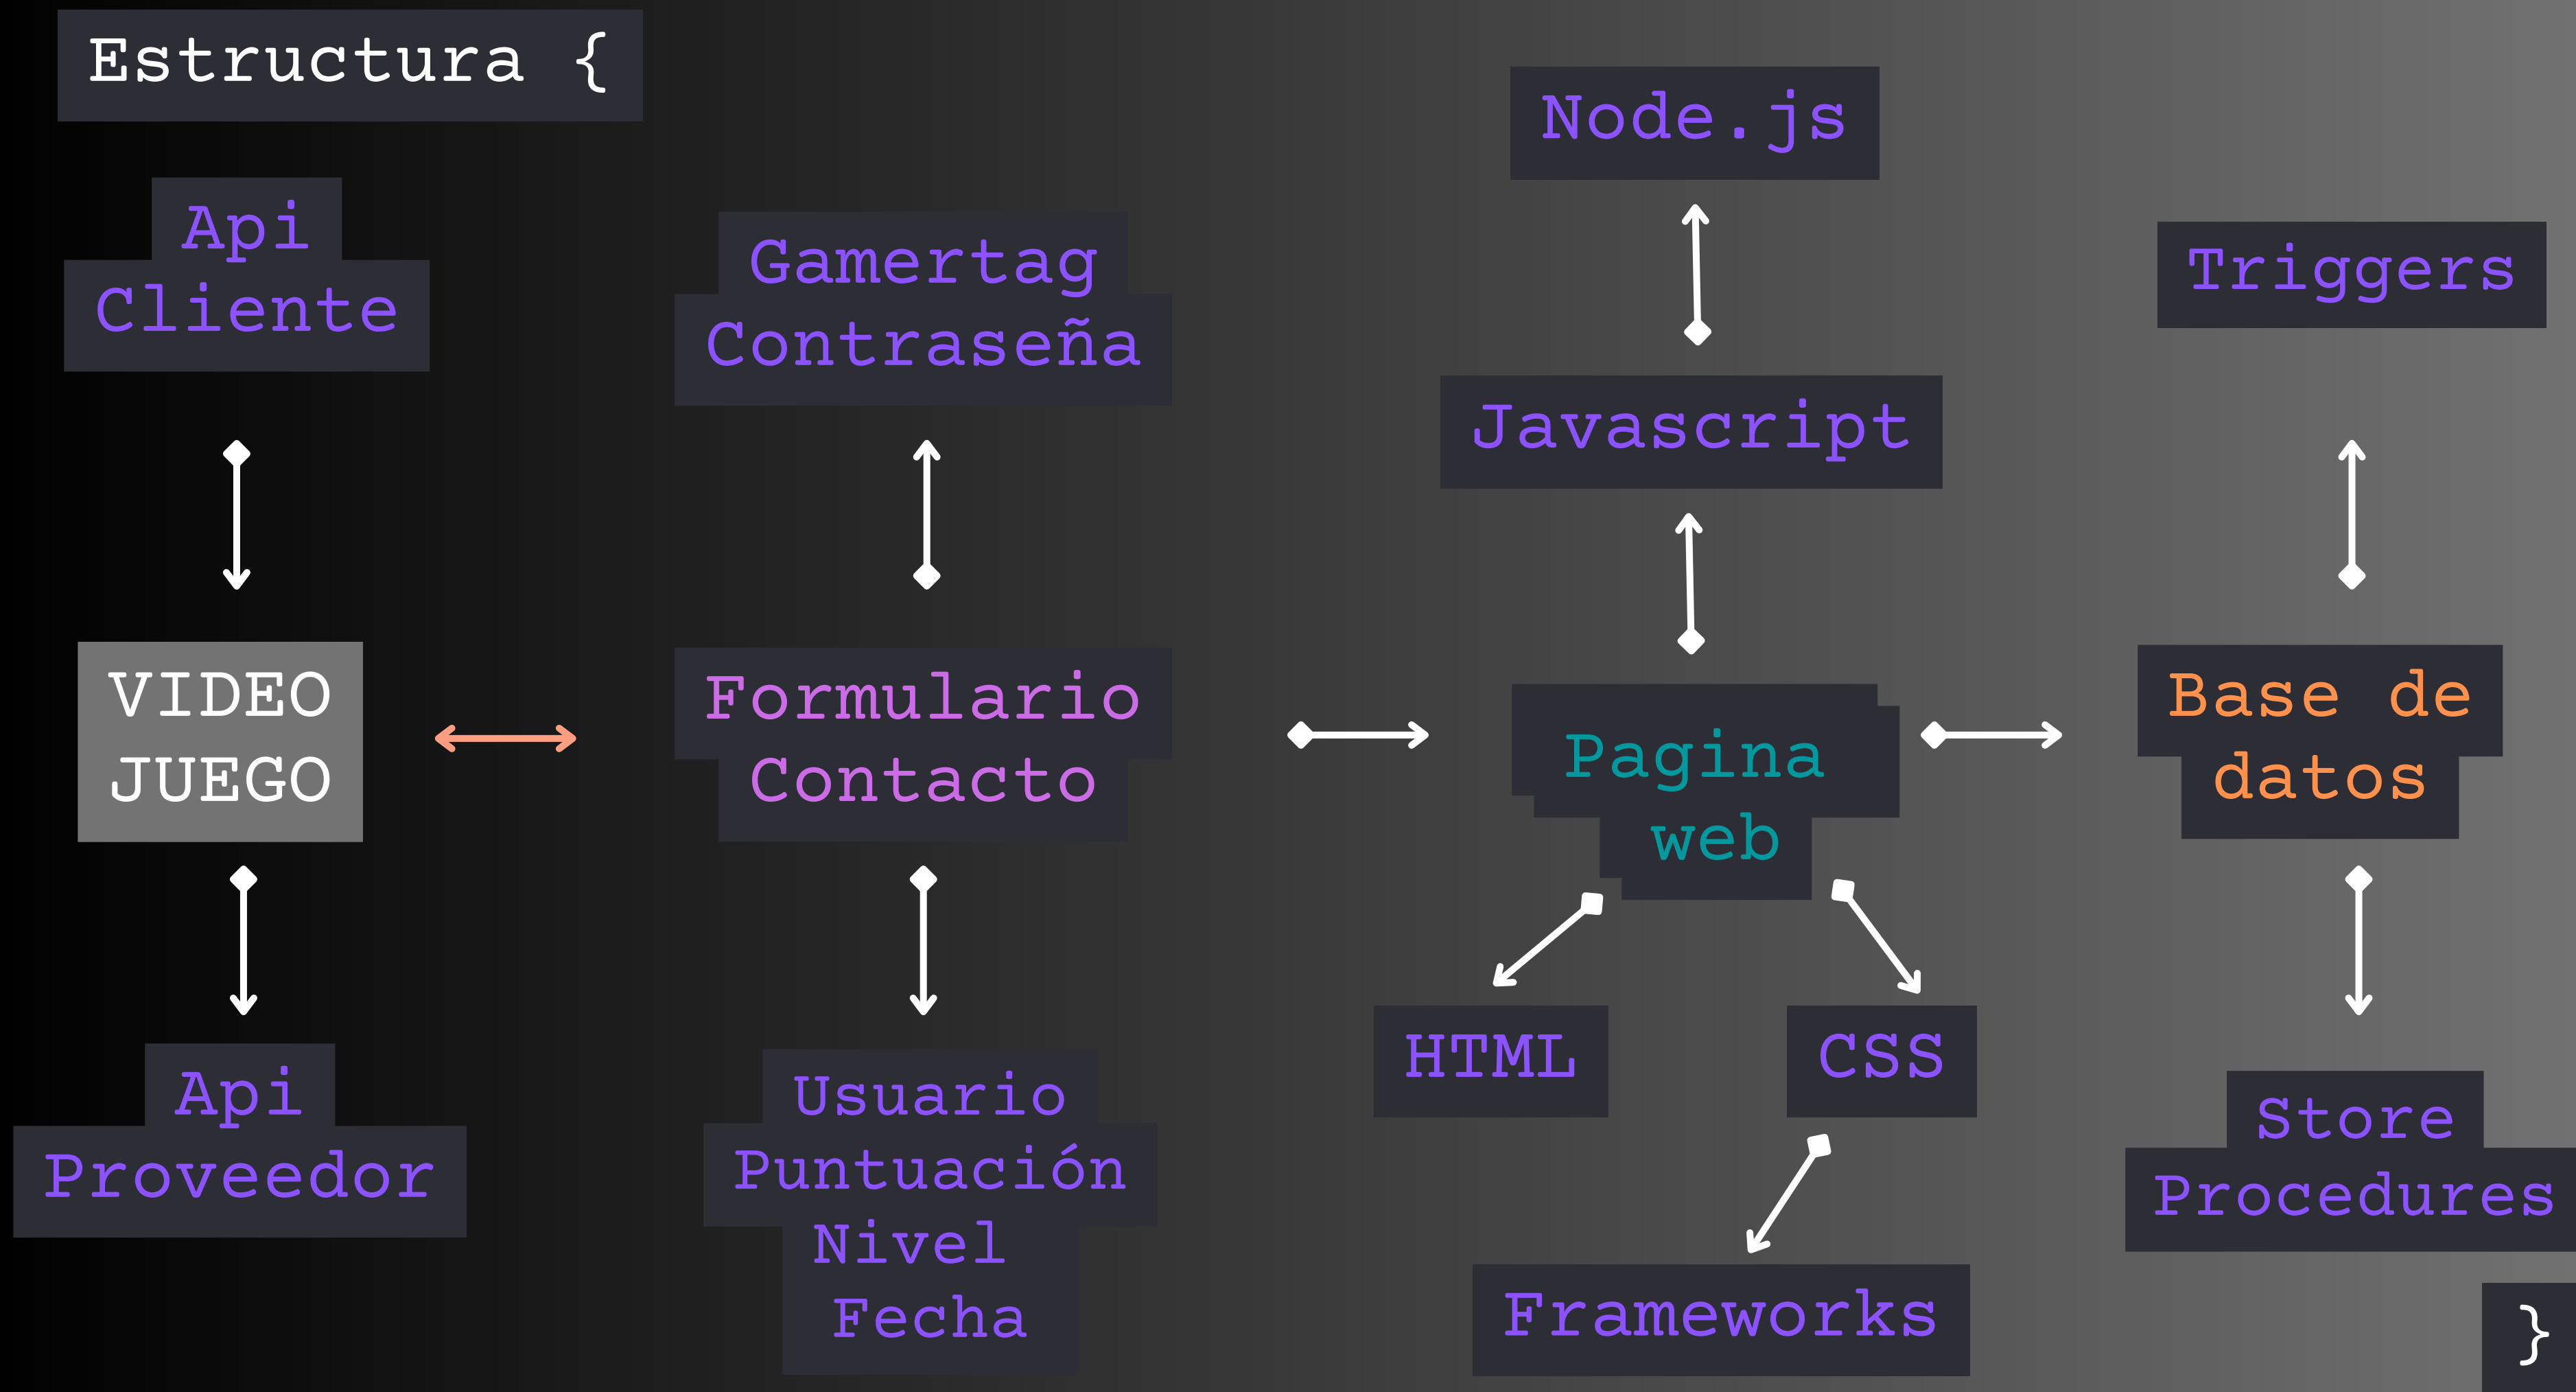 Estructura {
Api
Cliente
Gamertag
Contraseña
Node.js
Javascript
Triggers
VIDEO
JUEGO
Formulario
Contacto
Pagina
web
Base de
datos
Api
Proveedor
Usuario
Puntuación
Nivel
Fecha
HTML
CSS
Frameworks
Store
Procedures
}